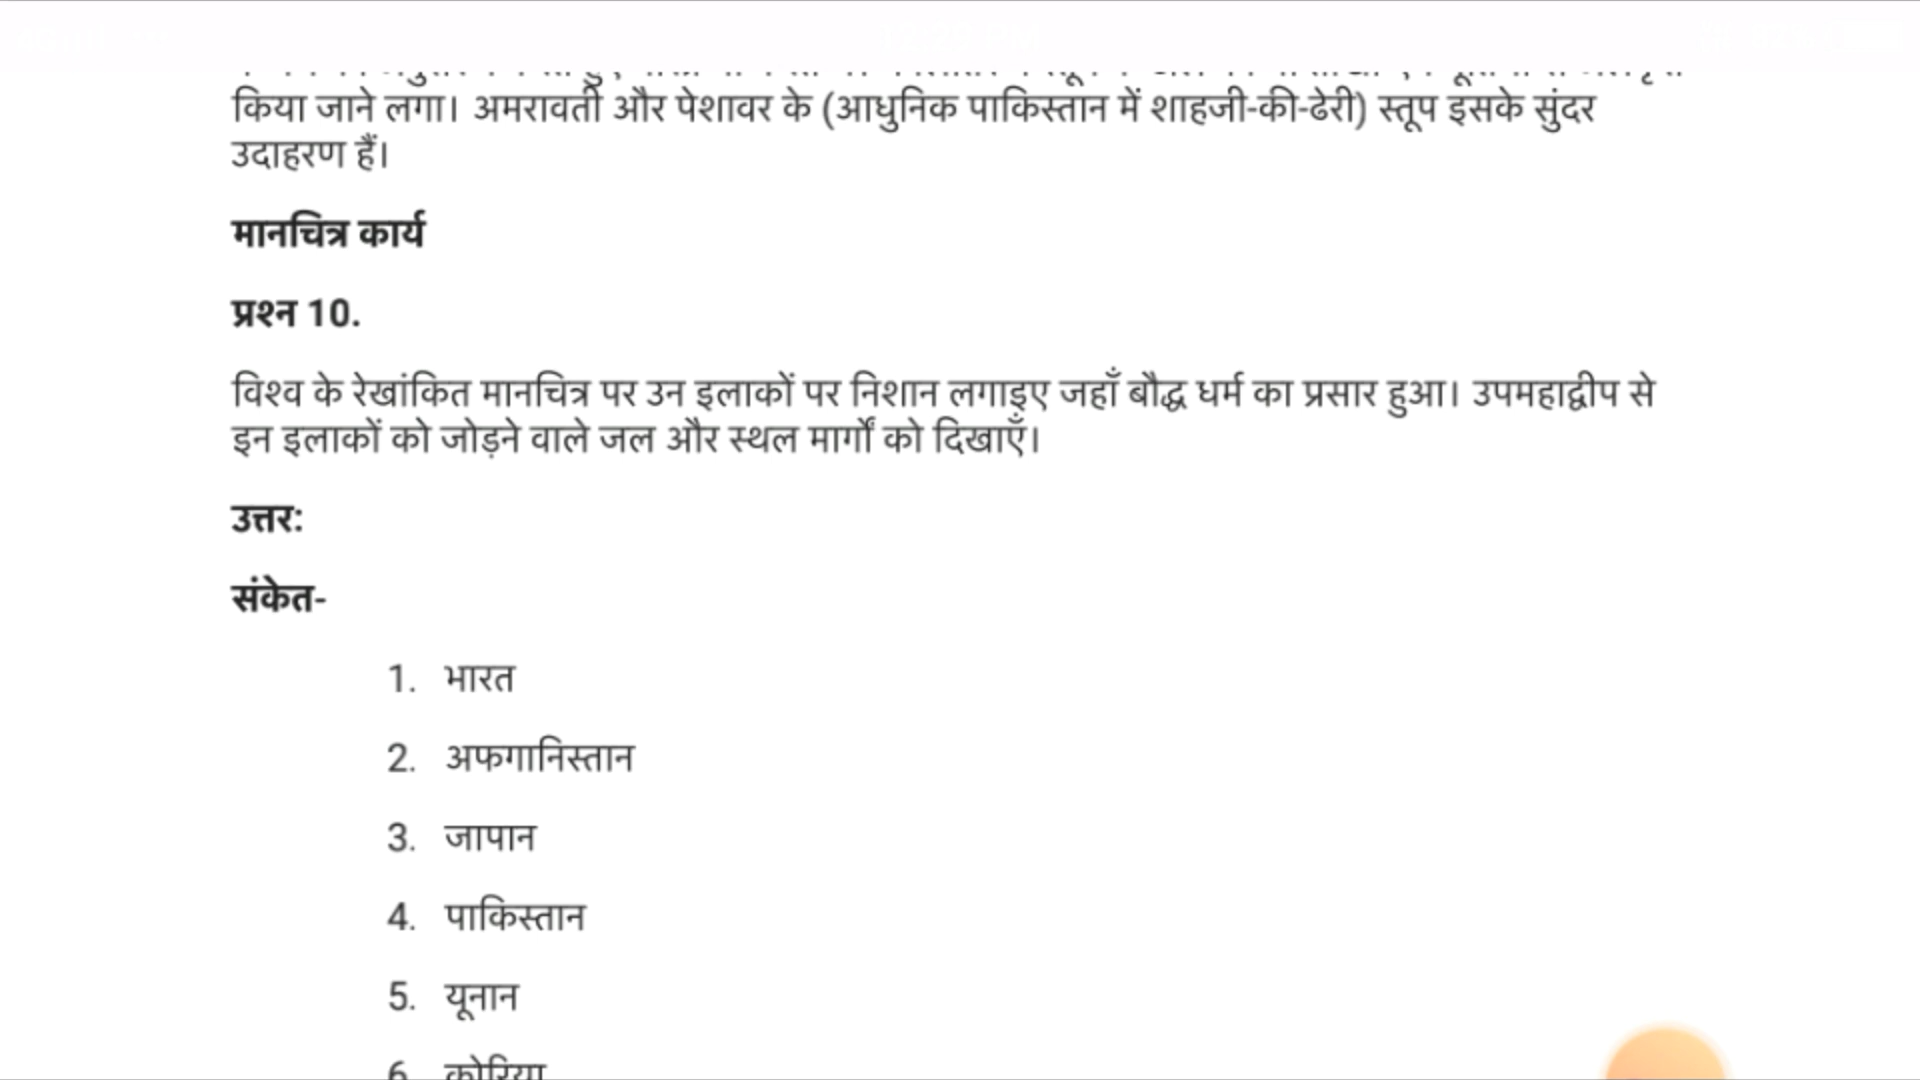 किया जाने लगा। अमरावती और पेशावर के (आधुनिक पाकिस्तान में शाहजी-की-ढेरी) स्तूप इसके सुंदर
उदाहरण हैं।
मानचित्र कार्य
प्रश्न 10.
विश्व के रेखांकित मानचित्र पर उन इलाकों पर निशान लगाइए जहाँ बौद्ध धर्म का प्रसार हुआ। उपमहाद्वीप से
इन इलाकों को जोड़ने वाले जल और स्थल मार्गों को दिखाएँ।
उत्तर:
संकेत-
1. भारत
2. अफगानिस्तान
3. जापान
4. पाकिस्तान
5. यूनान
6 कोरिया